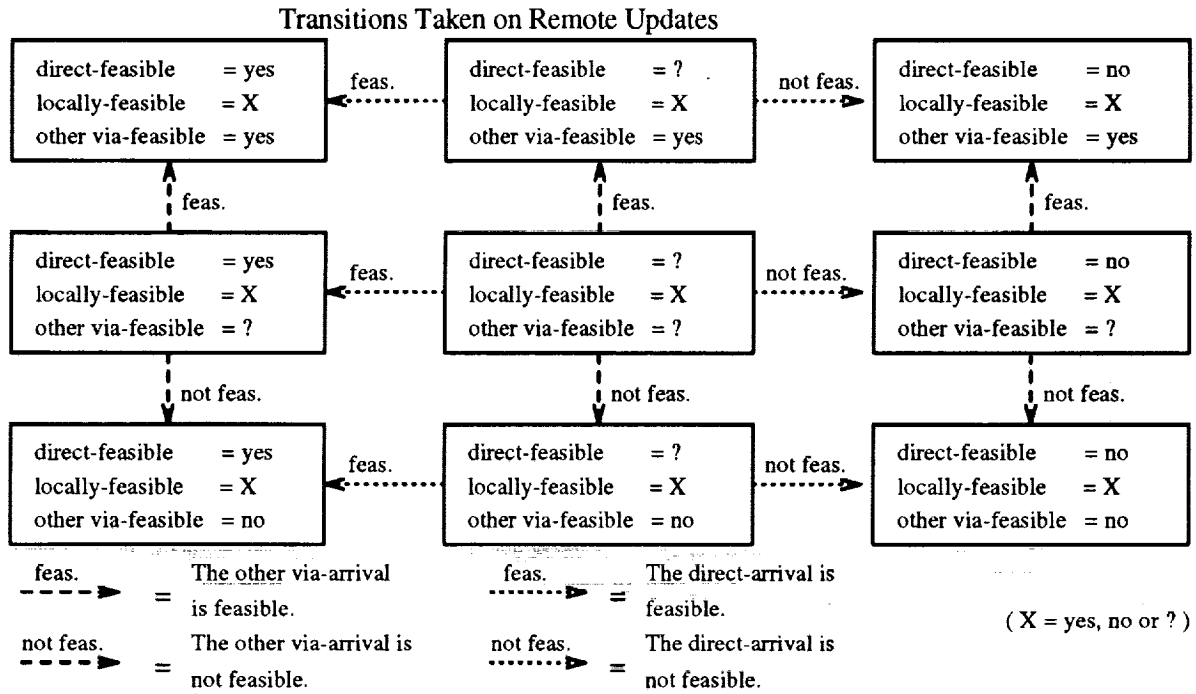 Transitions Taken on Remote Updates
direct-feasible = yes
locally-feasible = X
other via-feasible = yes
feas.
direct-feasible = ?
locally-feasible = X
other via-feasible = yes
not feas.
direct-feasible = no
locally-feasible = X
other via-feasible = yes
feas.
feas.
feas.
direct-feasible = yes
locally-feasible = X
other via-feasible = ?
feas.
direct-feasible = ?
locally-feasible = X
other via-feasible = ?
not feas.
direct-feasible = no
locally-feasible = X
other via-feasible = ?
not feas.
not feas.
not feas.
direct-feasible = yes
locally-feasible = X
other via-feasible = no
feas.
direct-feasible = ?
locally-feasible = X
other via-feasible = no
not feas.
direct-feasible = no
locally-feasible = X
other via-feasible = no
feas. = The other via-arrival
is feasible.
not feas. = The other via-arrival is
not feasible.
feas. = The direct-arrival is
feasible.
not feas. = The direct-arrival is
not feasible.
( X = yes, no or ? )